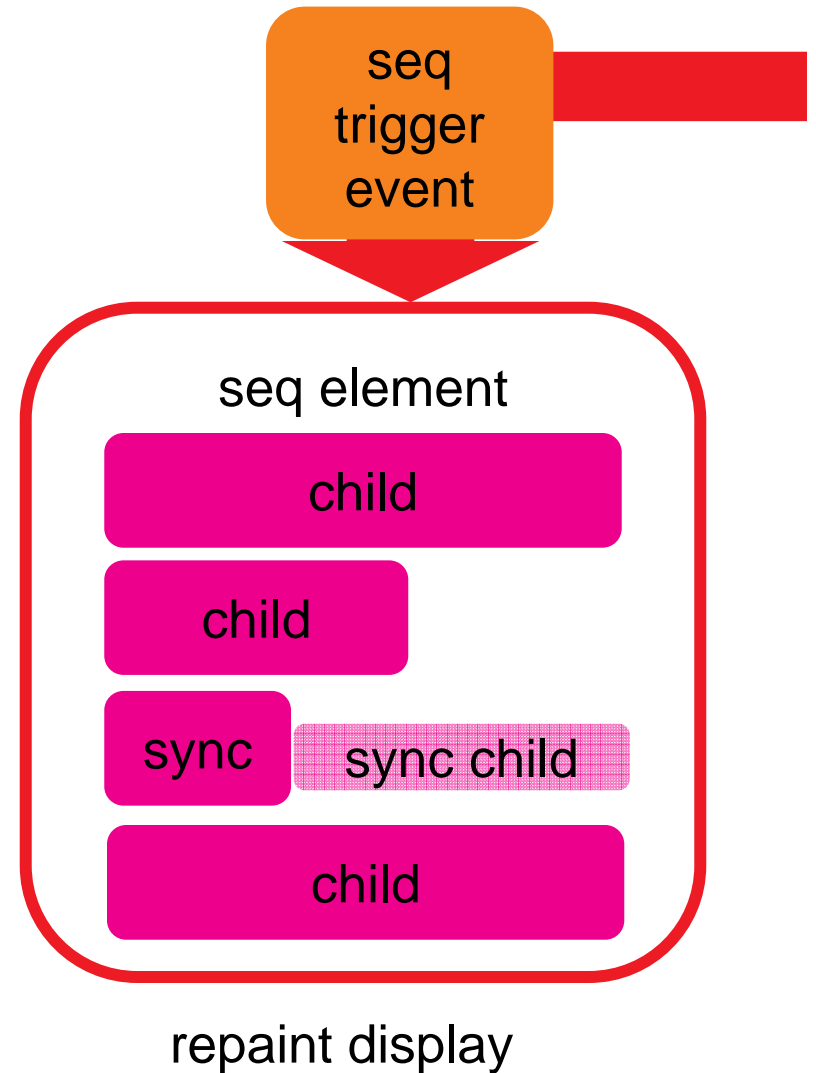 seq
trigger
event
seq element
child
child
sync
sync child
child
repaint display